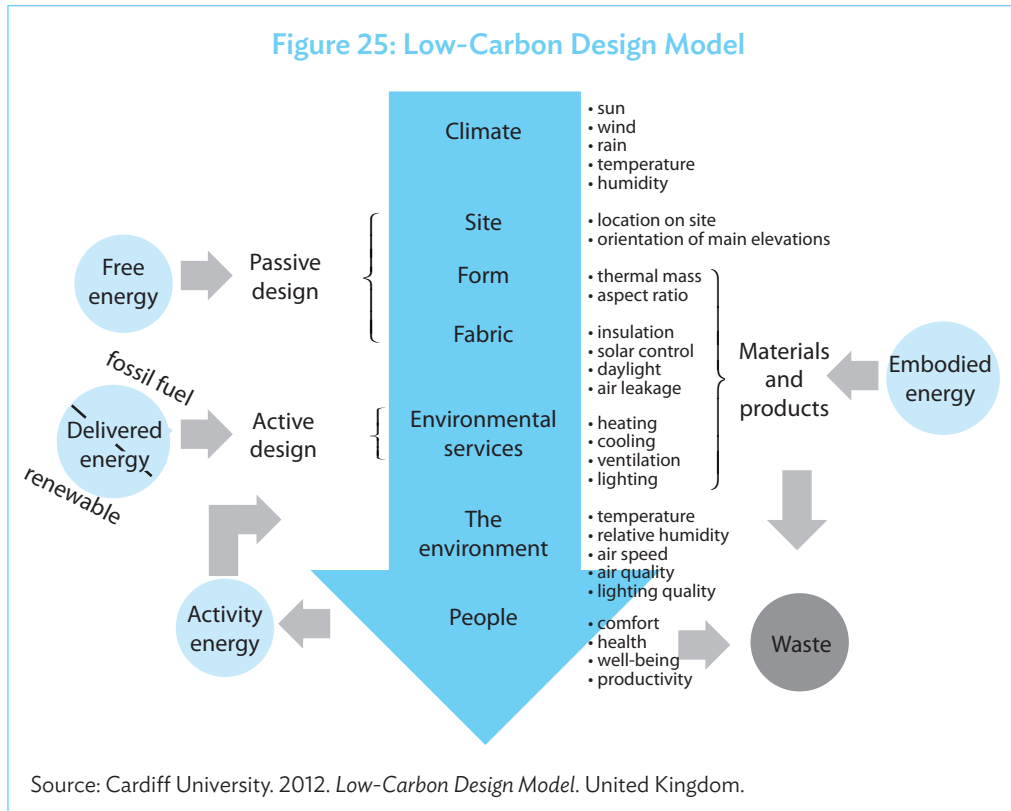 Figure 25: Low-Carbon Design Model
Climate
• sun
• wind
• rain
• temperature
• humidity
Site
• location on site
• orientation of main elevations
Free
energy
Passive
design
Form
• thermal mass
• aspect ratio
Fabric
• insulation
• solar control
• daylight
• air leakage
Materials
and
products
Embodied
energy
fossil fuel
Delivered
energy
renewable
Active
design
Environmental
services
• heating
• cooling
• ventilation
• lighting
The
environment
• temperature
• relative humidity
• air speed
• air quality
• lighting quality
Activity
energy
People
• comfort
• health
• well-being
• productivity
Waste
Source: Cardiff University. 2012. Low-Carbon Design Model. United Kingdom.